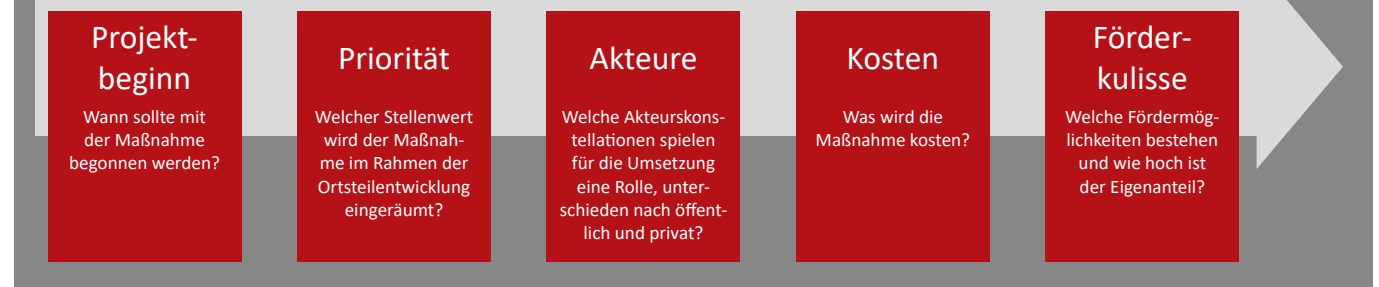 Projekt-
beginn
Wann sollte mit
der Maßnahme
begonnen werden?
Priorität
Welcher Stellenwert
wird der Maßnah-
me im Rahmen der
Ortsteilentwicklung
eingeräumt?
Akteure
Welche Akteurskons-
tellationen spielen
für die Umsetzung
eine Rolle, unter-
schieden nach öffent-
lich und privat?
Kosten
Was wird die
Maßnahme kosten?
Förder-
kulisse
Welche Fördermög-
lichkeiten bestehen
und wie hoch ist
der Eigenanteil?